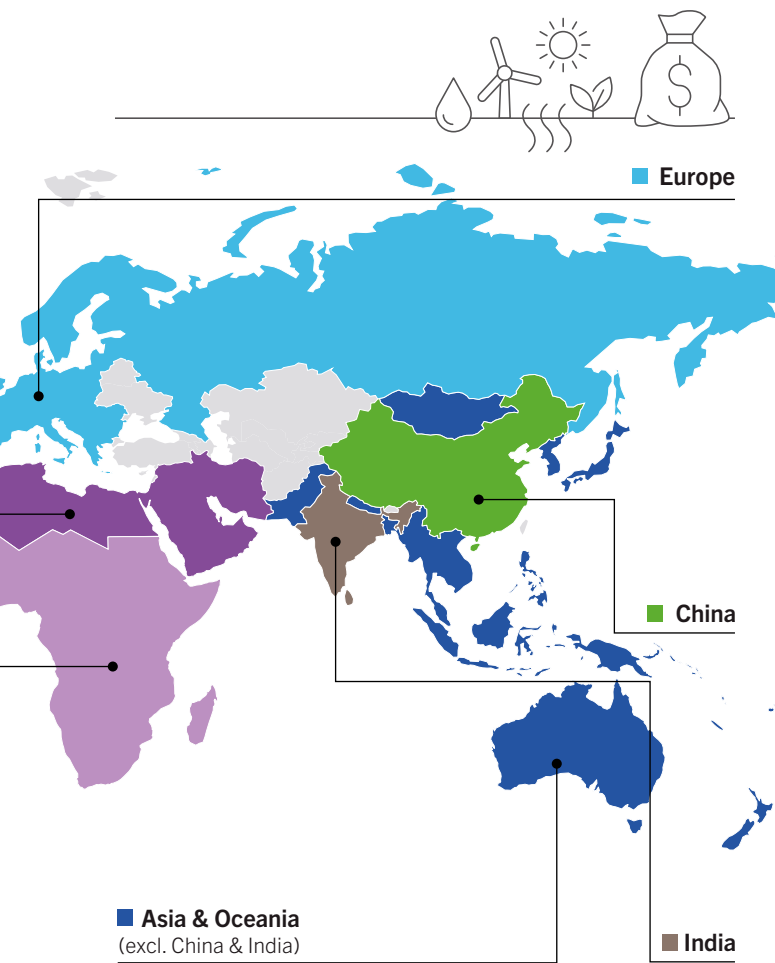 $
Europe
China
Asia & Oceania
(excl. China & India)
India